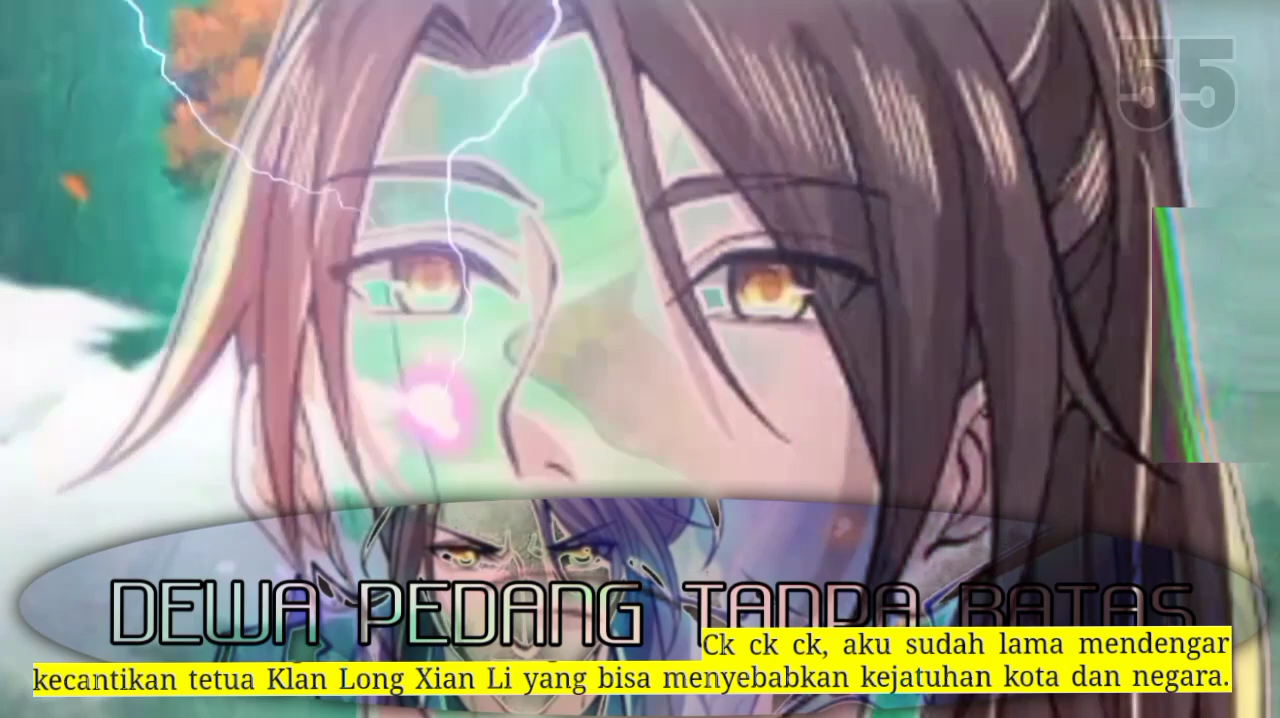 55
DEWA PEDANG TANPA BATAS
Ck ck ck, aku sudah lama mendengar
kecantikan tetua Klan Long Xian Li yang bisa menyebabkan kejatuhan kota dan negara.